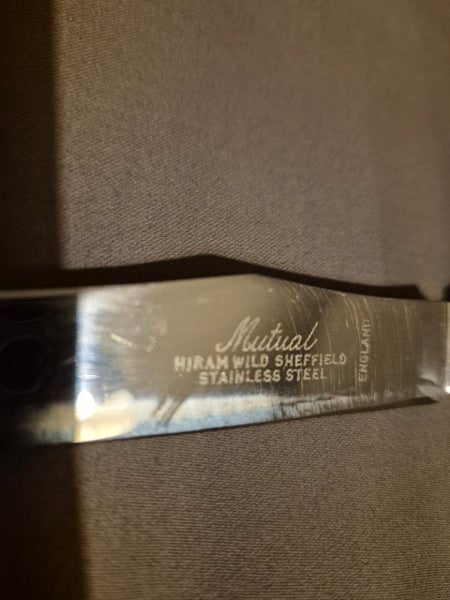 Mutual
HIRAM WILD SHEFFIELD
STAINLESS STEEL
ENGLAND